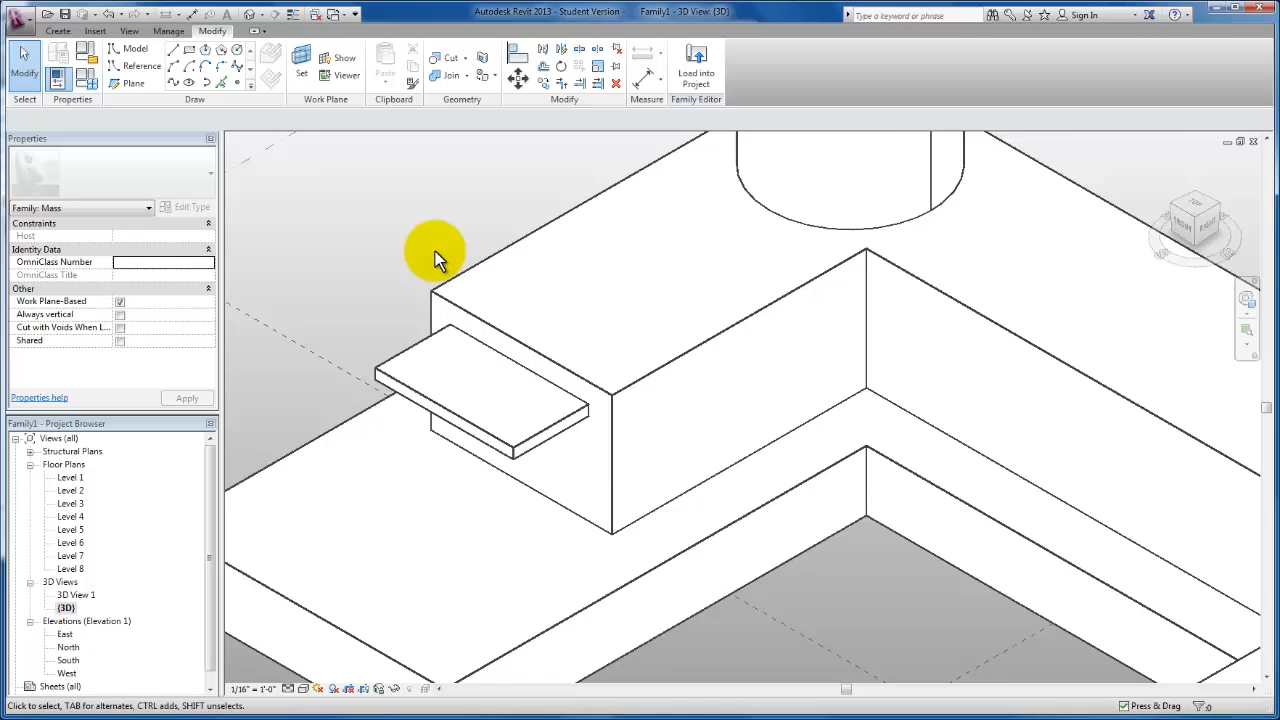 Autodesk Revit 2013 - Student Version -    Family1 - 3D View: {3D}
Type a keyword or phrase
Sign In
Create  Insert  View  Manage  Modify
Modify
Model
Reference
Plane
Set
Show
Viewer
Paste
Cut
Join
Load into
Project
Select  Properties  Draw  Work Plane  Clipboard  Geometry  Modify  Measure  Family Editor
Properties
Family: Mass
Edit Type
Constraints
Host
Identity Data
OmniClass Number
OmniClass Title
Other
Work Plane-Based
Always vertical
Cut with Voids When L...
Shared
Properties help
Apply
Family1 - Project Browser
Views (all)
Structural Plans
Floor Plans
Level 1
Level 2
Level 3
Level 4
Level 5
Level 6
Level 7
Level 8
3D Views
3D View 1
{3D}
Elevations (Elevation 1)
East
North
South
West
Sheets (all)
TOP
FRONT
RIGHT
1/16" = 1'-0"
Click to select, TAB for alternates, CTRL adds, SHIFT unselects.
Press & Drag
:0